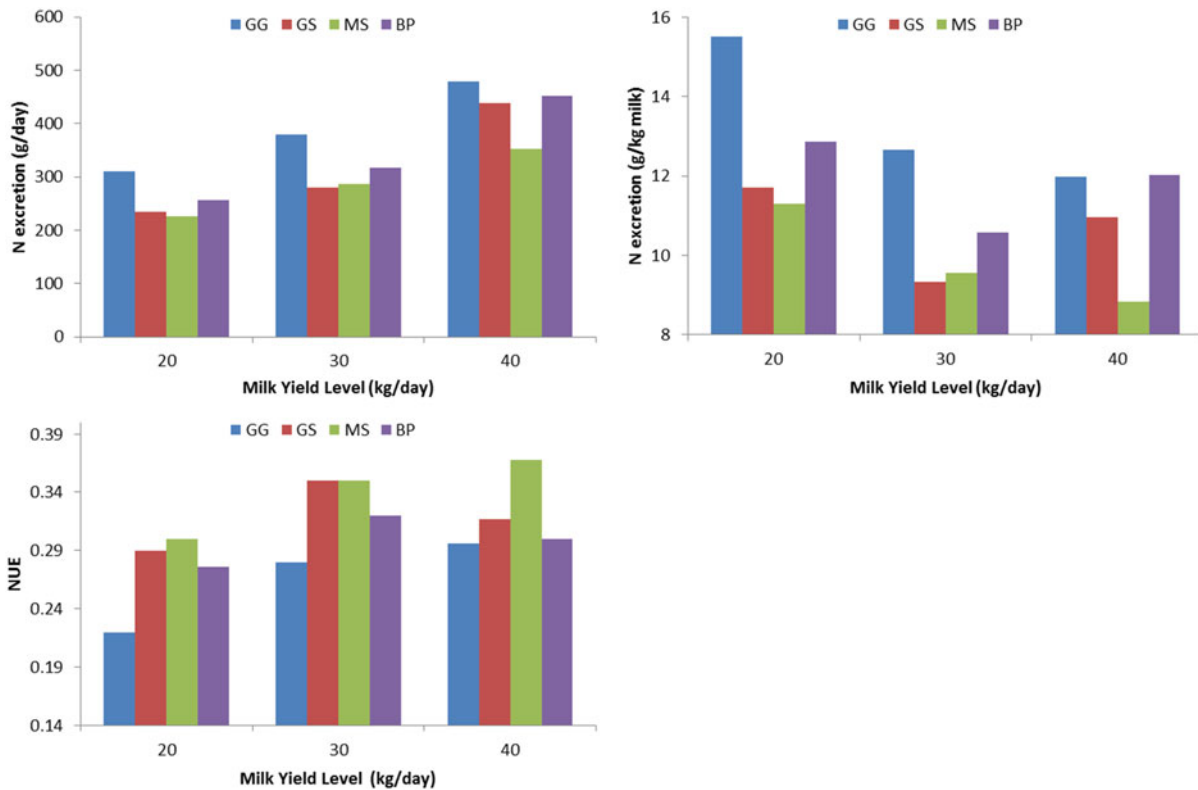 GG GS MS BP
N excretion (g/day)
600
500
400
300
200
100
0
20 30 40
Milk Yield Level (kg/day)
GG GS MS BP
N excretion (g/kg milk)
16
14
12
10
8
20 30 40
Milk Yield Level (kg/day)
GG GS MS BP
NUE
0.39
0.34
0.29
0.24
0.19
0.14
20 30 40
Milk Yield Level (kg/day)